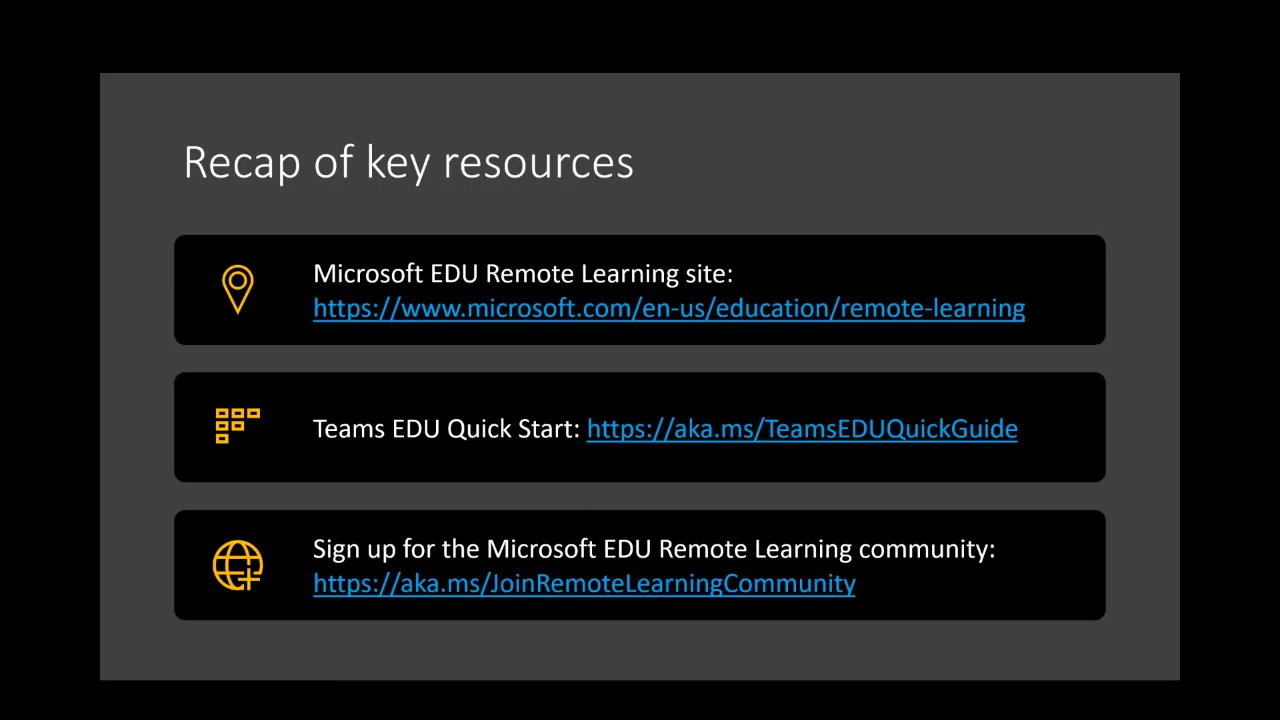 Recap of key resources
Microsoft EDU Remote Learning site:
https://www.microsoft.com/en-us/education/remote-learning
Teams EDU Quick Start: https://aka.ms/TeamsEDUQuickGuide
Sign up for the Microsoft EDU Remote Learning community:
https://aka.ms/JoinRemoteLearningCommunity